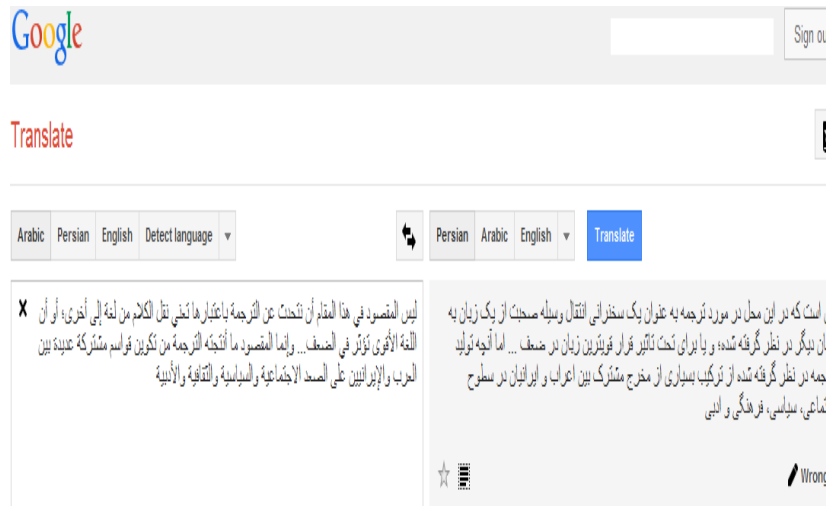 Google
Sign ou
Translate
Arabic Persian English Detect language
Persian Arabic English Translate
ليس المقصود في هذا المقام أن نتحدث عن الترجمة باعتبارها تعني نقل الكلام من لغة إلى أخرى؛ أو أن
اللغة الأقوى تؤثر في الضعف... وإنما المقصود ما أنتجته الترجمة من تكوين قواسم مشتركة عديدة بين
العرب والإيرانيين على الصعد الاجتماعية والسياسية والثقافية والأدبية
است که در این محل در مورد ترجمه به عنوان یک سخنرانی انتقال وسیله صحبت از یک زبان به
ان دیگر در نظر گرفته شده؛ و یا برای تحت تاثیر قرار قویترین زبان در ضعف ... اما آنچه تولید
جمه در نظر گرفته شده از ترکیب بسیاری از مخرج مشترک بین اعراب و ایرانیان در سطوح
تماعی، سیاسی، فرهنگی و ادبی
Wrong